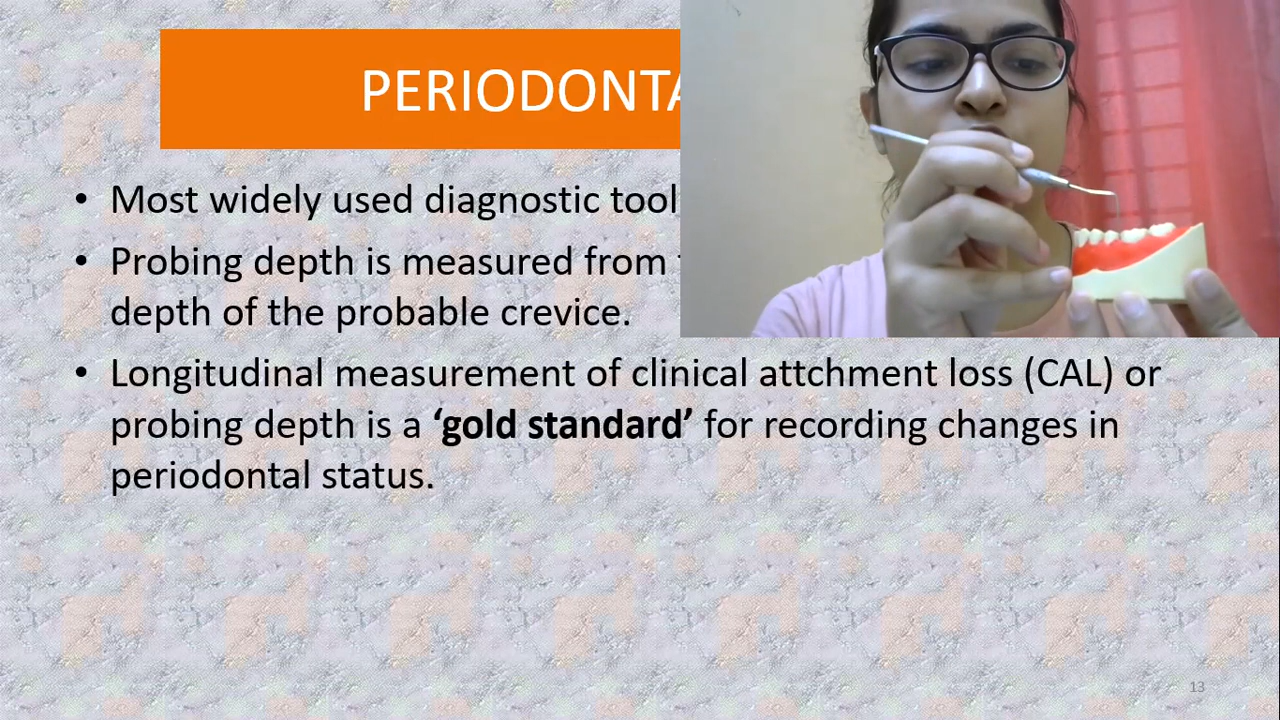 PERIODONTA
• Most widely used diagnostic tool
• Probing depth is measured from
depth of the probable crevice.
• Longitudinal measurement of clinical attchment loss (CAL) or
probing depth is a ‘gold standard’ for recording changes in
periodontal status.
13